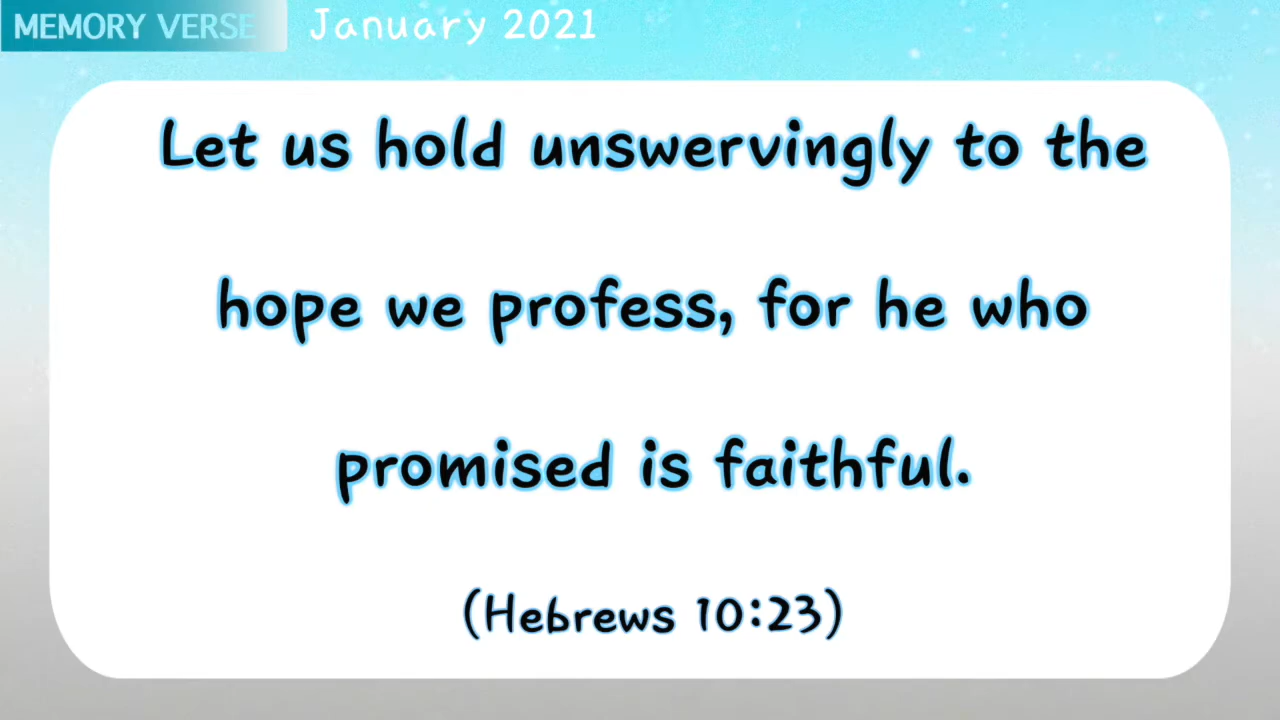 MEMORY VERSE January 2021
Let us hold unswervingly to the
hope we profess, for he who
promised is faithful.
(Hebrews 10:23)